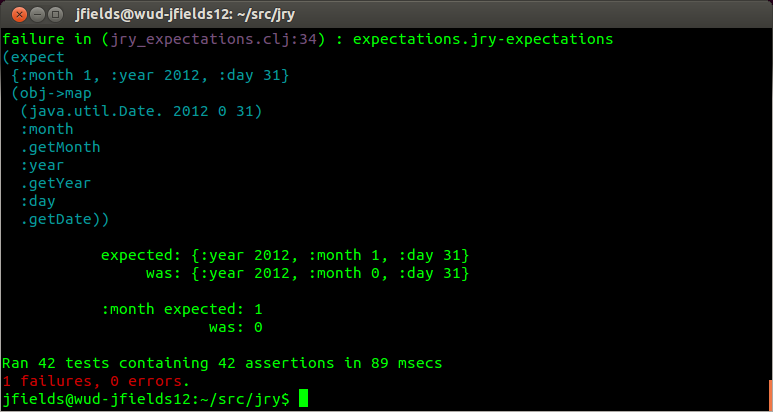 jfields@wud-jfields12: ~/src/jry
failure in (jry_expectations.clj:34) : expectations.jry-expectations
(expect
 {:month 1, :year 2012, :day 31}
 (obj->map
  (java.util.Date. 2012 0 31)
  :month
  .getMonth
  :year
  .getYear
  :day
  .getDate))
           expected: {:year 2012, :month 1, :day 31}
                was: {:year 2012, :month 0, :day 31}
           :month expected: 1
                       was: 0
Ran 42 tests containing 42 assertions in 89 msecs
1 failures, 0 errors.
jfields@wud-jfields12:~/src/jry$